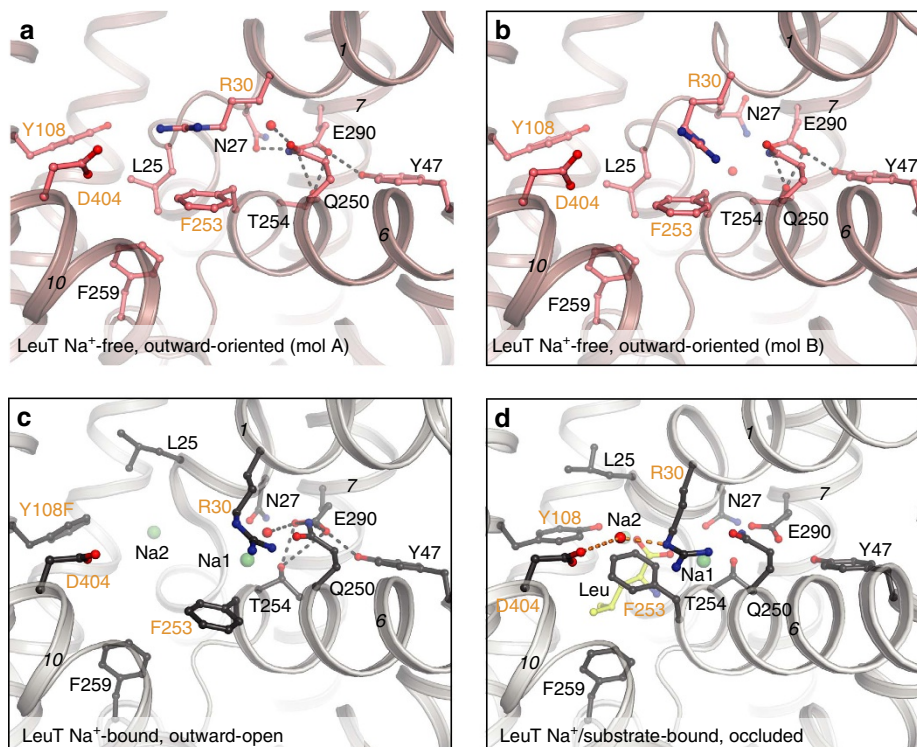 a
1
R30
7
E290
Y108
N27
L25
Y47
D404
F253
T254
Q250
6
10
F259
LeuT Na⁺-free, outward-oriented (mol A)
b
1
R30
7
E290
Y108
N27
L25
Y47
D404
F253
T254
Q250
6
10
F259
LeuT Na⁺-free, outward-oriented (mol B)
c
L25
1
R30
N27
7
E290
Y108F
Na2
Na1
Y47
D404
T254
Q250
F253
6
10
F259
LeuT Na⁺-bound, outward-open
d
L25
1
R30
N27
7
Y108
Na2
E290
Y47
Na1
D404
Leu
F253
T254
Q250
6
10
F259
LeuT Na⁺/substrate-bound, occluded